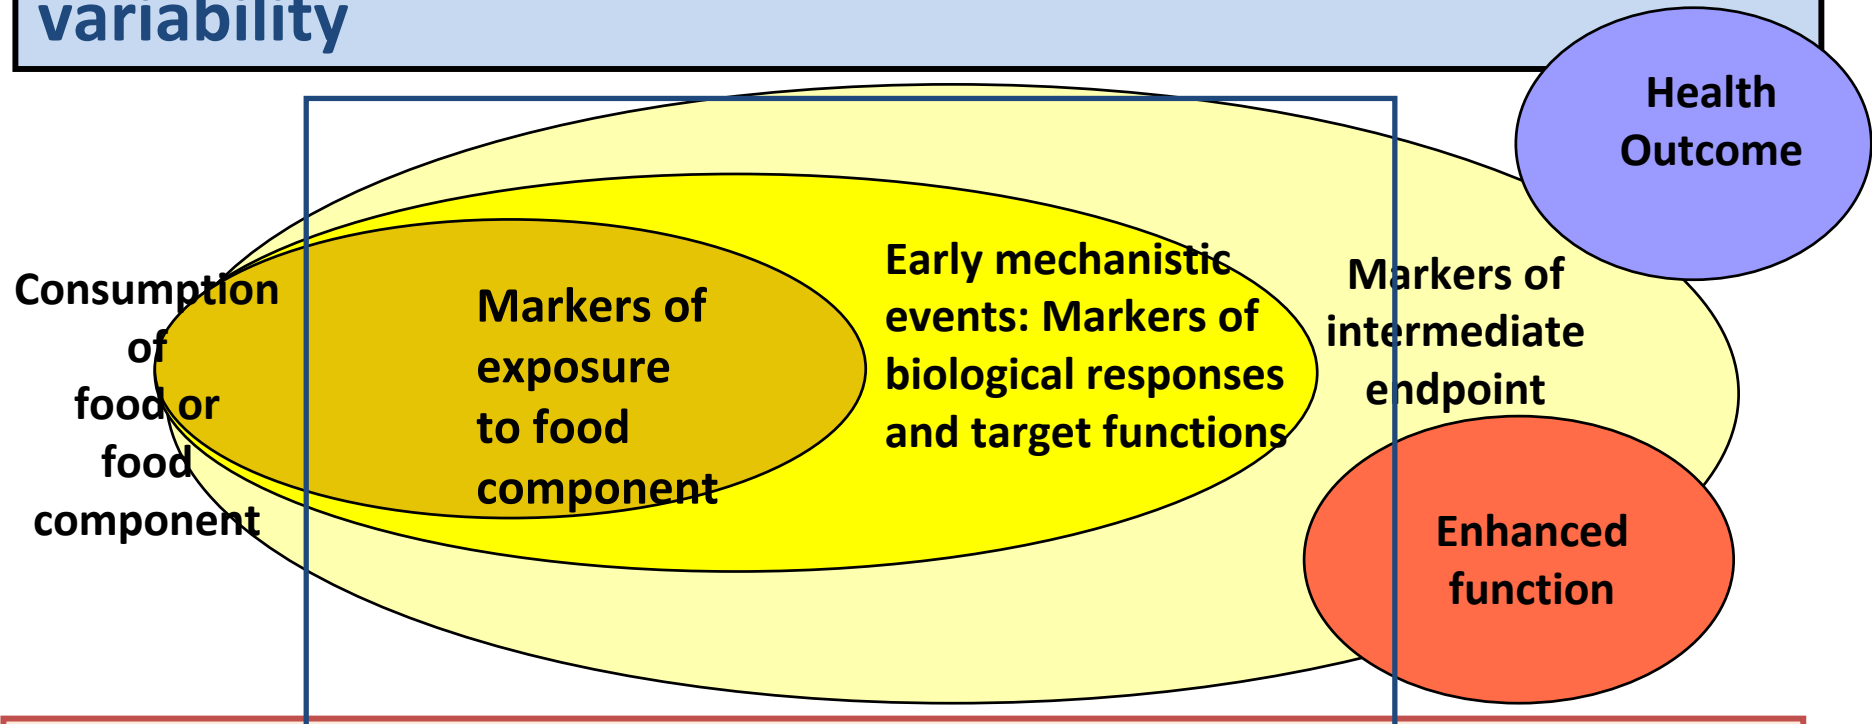 variability
Health
Outcome
Consumption
of
food or
food
component
Markers of
exposure
to food
component
Early mechanistic
events: Markers of
biological responses
and target functions
Markers of
intermediate
endpoint
Enhanced
function